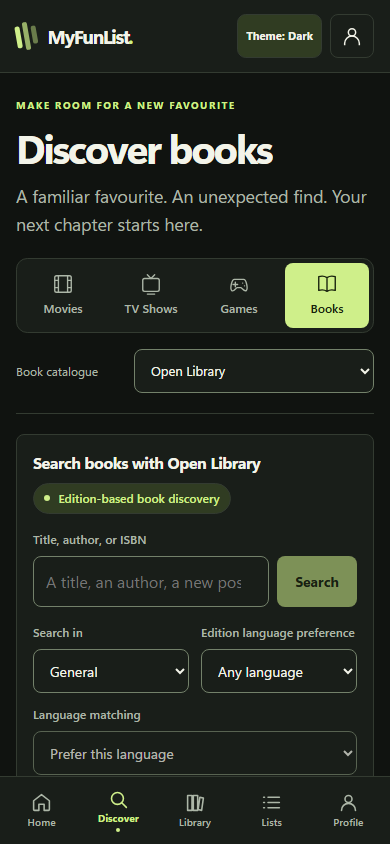 MyFunList.
Theme: Dark
MAKE ROOM FOR A NEW FAVOURITE
Discover books
A familiar favourite. An unexpected find. Your
next chapter starts here.
Movies
TV Shows
Games
Books
Book catalogue
Open Library
Search books with Open Library
Edition-based book discovery
Title, author, or ISBN
A title, an author, a new pos
Search
Search in
Edition language preference
General
Any language
Language matching
Prefer this language
Home
Discover
Library
Lists
Profile